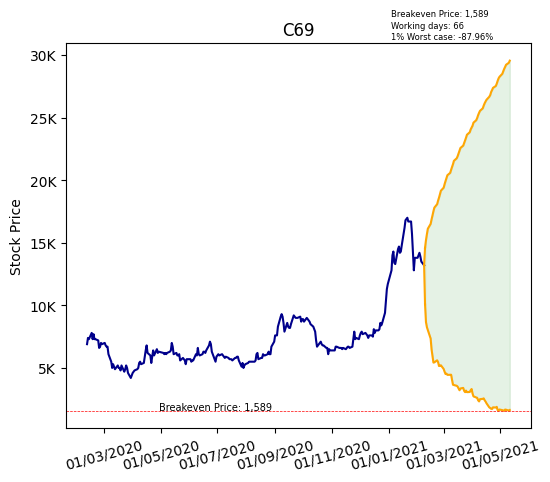 Breakeven Price: 1,589
Working days: 66
1% Worst case: -87.96%
C69
30K
25K
20K
15K
10K
5K
Stock Price
Breakeven Price: 1,589
01/03/2020
01/05/2020
01/07/2020
01/09/2020
01/11/2020
01/01/2021
01/03/2021
01/05/2021